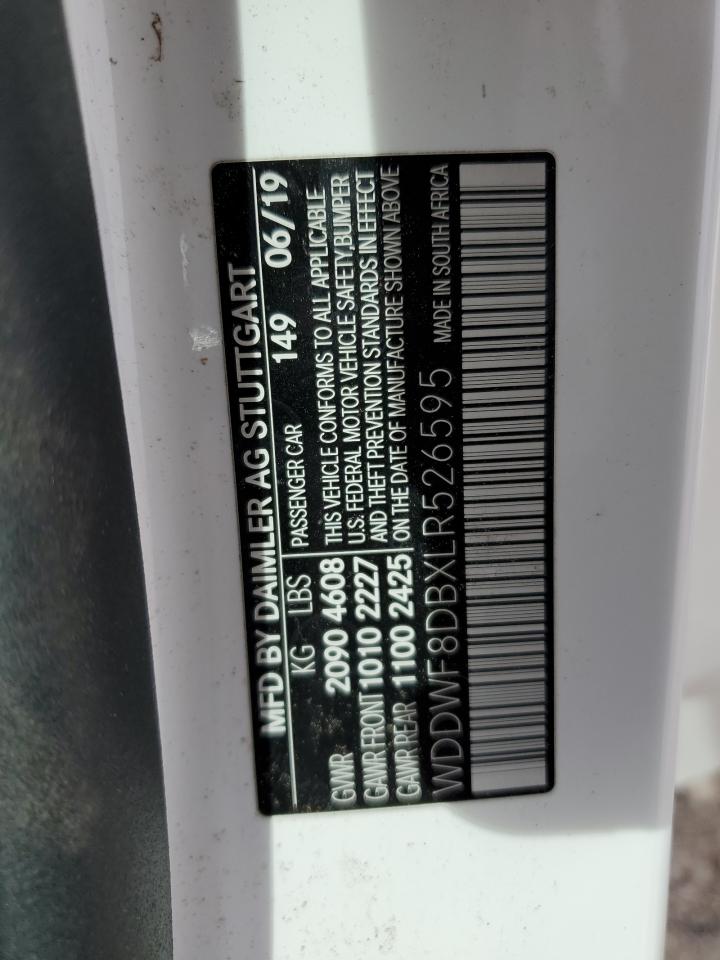 MFD BY DAIMLER AG STUTTGART
KG LBS PASSENGER CAR 149 06/19
GVWR 2090 4608 THIS VEHICLE CONFORMS TO ALL APPLICABLE
GAWR FRONT 1010 2227 U.S. FEDERAL MOTOR VEHICLE SAFETY,BUMPER
GAWR REAR 1100 2425 AND THEFT PREVENTION STANDARDS IN EFFECT
ON THE DATE OF MANUFACTURE SHOWN ABOVE
WDDWF8DBXLR526595 MADE IN SOUTH AFRICA